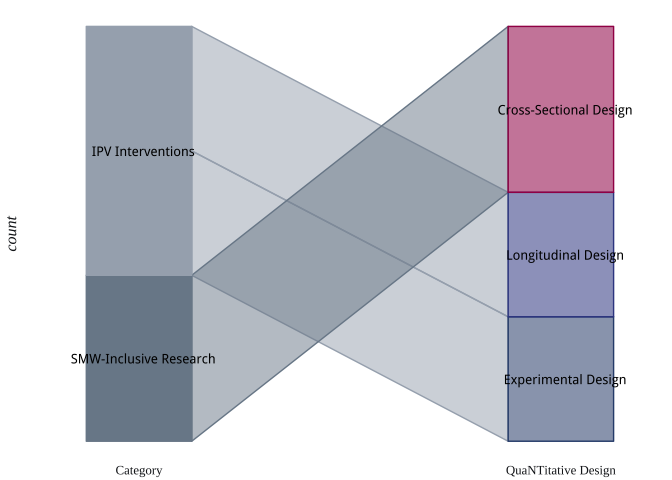 Cross-Sectional Design
IPV Interventions
count
Longitudinal Design
SMW-Inclusive Research
Experimental Design
Category
QuaNTitative Design